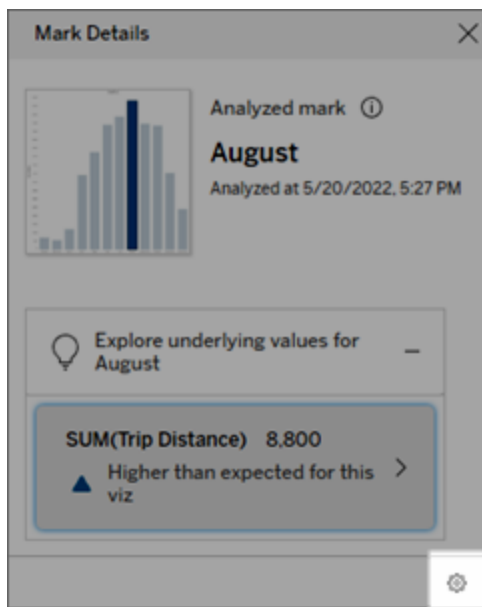 Mark Details
Analyzed mark
August
Analyzed at 5/20/2022, 5:27 PM
Explore underlying values for
August
SUM(Trip Distance) 8,800
Higher than expected for this
viz